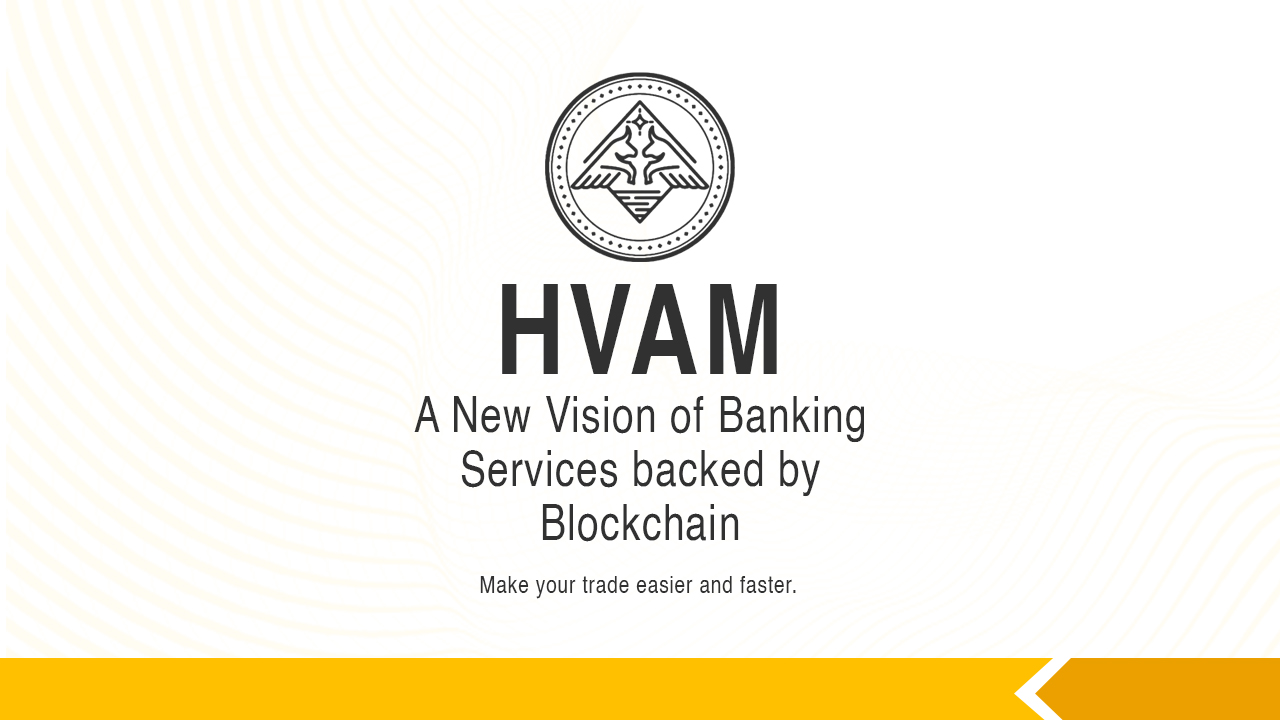 HVAM
A New Vision of Banking
Services backed by
Blockchain
Make your trade easier and faster.